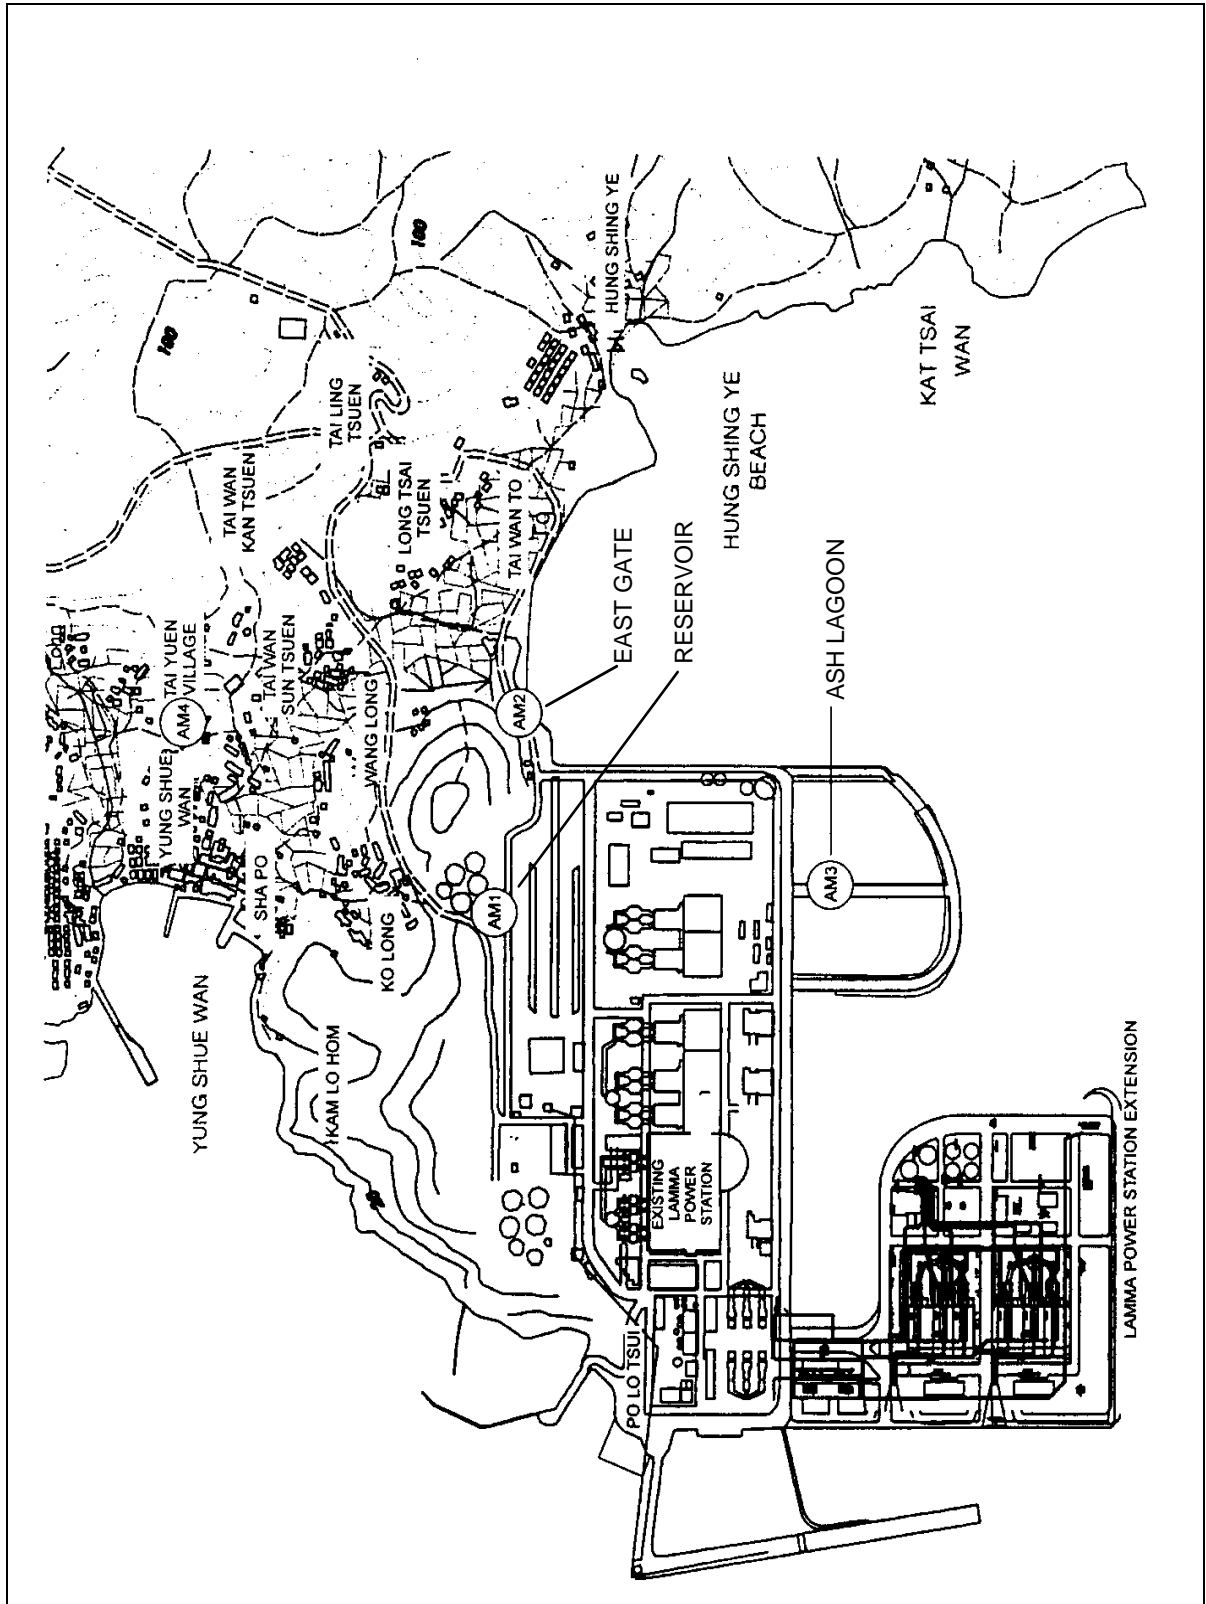 100
100
HUNG SHING YE
TAI LING
TSUEN
TAI WAN
KAN TSUEN
LONG TSAI
TSUEN
TAI WAN TO
KAT TSAI
WAN
HUNG SHING YE
BEACH
Long
TAI YUEN
VILLAGE
TAI WAN
SUN TSUEN
WANG LONG
EAST GATE
RESERVOIR
ASH LAGOON
AM4
AM2
AM1
AM3
YUNG SHUE
WAN
SHA PO
KO LONG
YUNG SHUE WAN
KAM LO HOM
EXISTING
LAMMA
POWER
STATION
PO LO TSUI
LAMMA POWER STATION EXTENSION